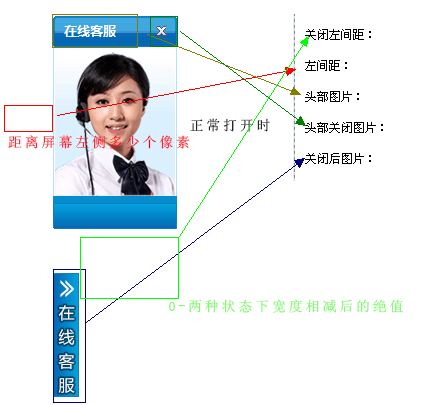 在线客服 x
关闭左间距：
左间距：
头部图片：
头部关闭图片：
关闭后图片：
正常打开时
距离屏幕左侧多少个像素
0-两种状态下宽度相减后的绝值
在线客服